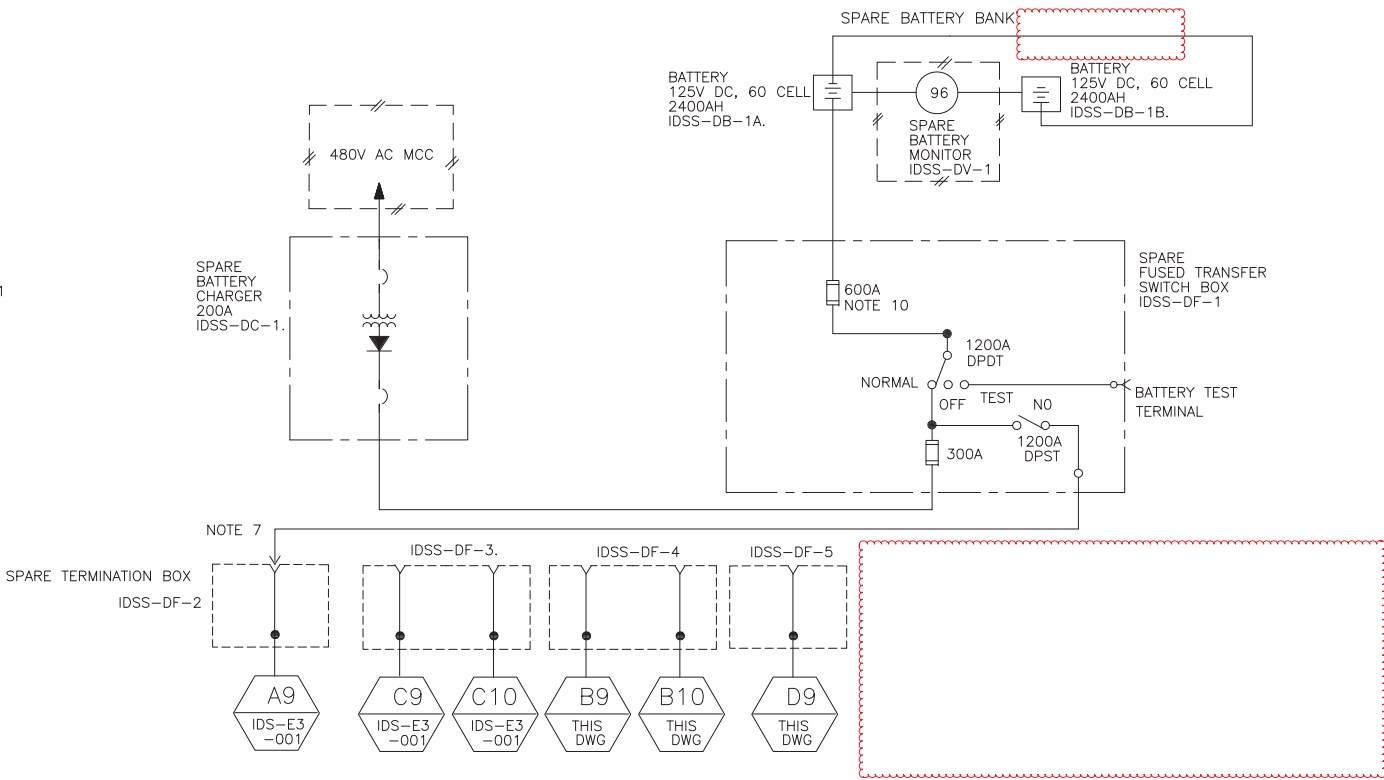 SPARE BATTERY BANK
BATTERY
125V DC, 60 CELL
2400AH
IDSS-DB-1A.
96
SPARE
BATTERY
MONITOR
IDSS-DV-1
BATTERY
125V DC, 60 CELL
2400AH
IDSS-DB-1B.
480V AC MCC
SPARE
BATTERY
CHARGER
200A
IDSS-DC-1.
1
SPARE
FUSED TRANSFER
SWITCH BOX
IDSS-DF-1
600A
NOTE 10
1200A
DPDT
NORMAL
OFF
TEST
BATTERY TEST
TERMINAL
NO
1200A
DPST
300A
NOTE 7
SPARE TERMINATION BOX
IDSS-DF-2
IDSS-DF-3.
IDSS-DF-4
IDSS-DF-5
A9
IDS-E3
-001
C9
IDS-E3
-001
C10
IDS-E3
-001
B9
THIS
DWG
B10
THIS
DWG
D9
THIS
DWG